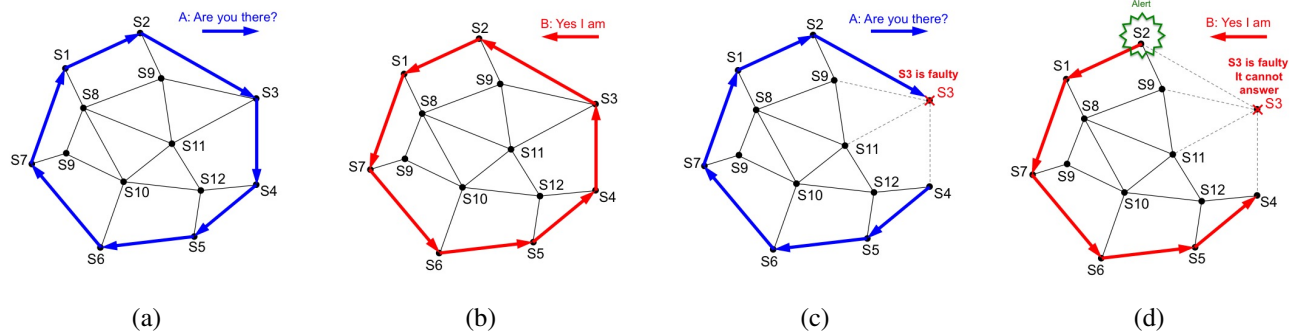 A: Are you there?
S2
S1
S9
S3
S8
S11
S7
S9
S10
S12
S4
S5
S6
(a)
B: Yes I am
S2
S1
S9
S3
S8
S11
S7
S9
S10
S12
S4
S5
S6
(b)
A: Are you there?
S2
S1
S9
S3 is faulty
S3
S8
S11
S7
S9
S10
S12
S4
S5
S6
(c)
Alert
B: Yes I am
S2
S1
S9
S3 is faulty
It cannot
answer
S3
S8
S11
S7
S9
S10
S12
S4
S5
S6
(d)